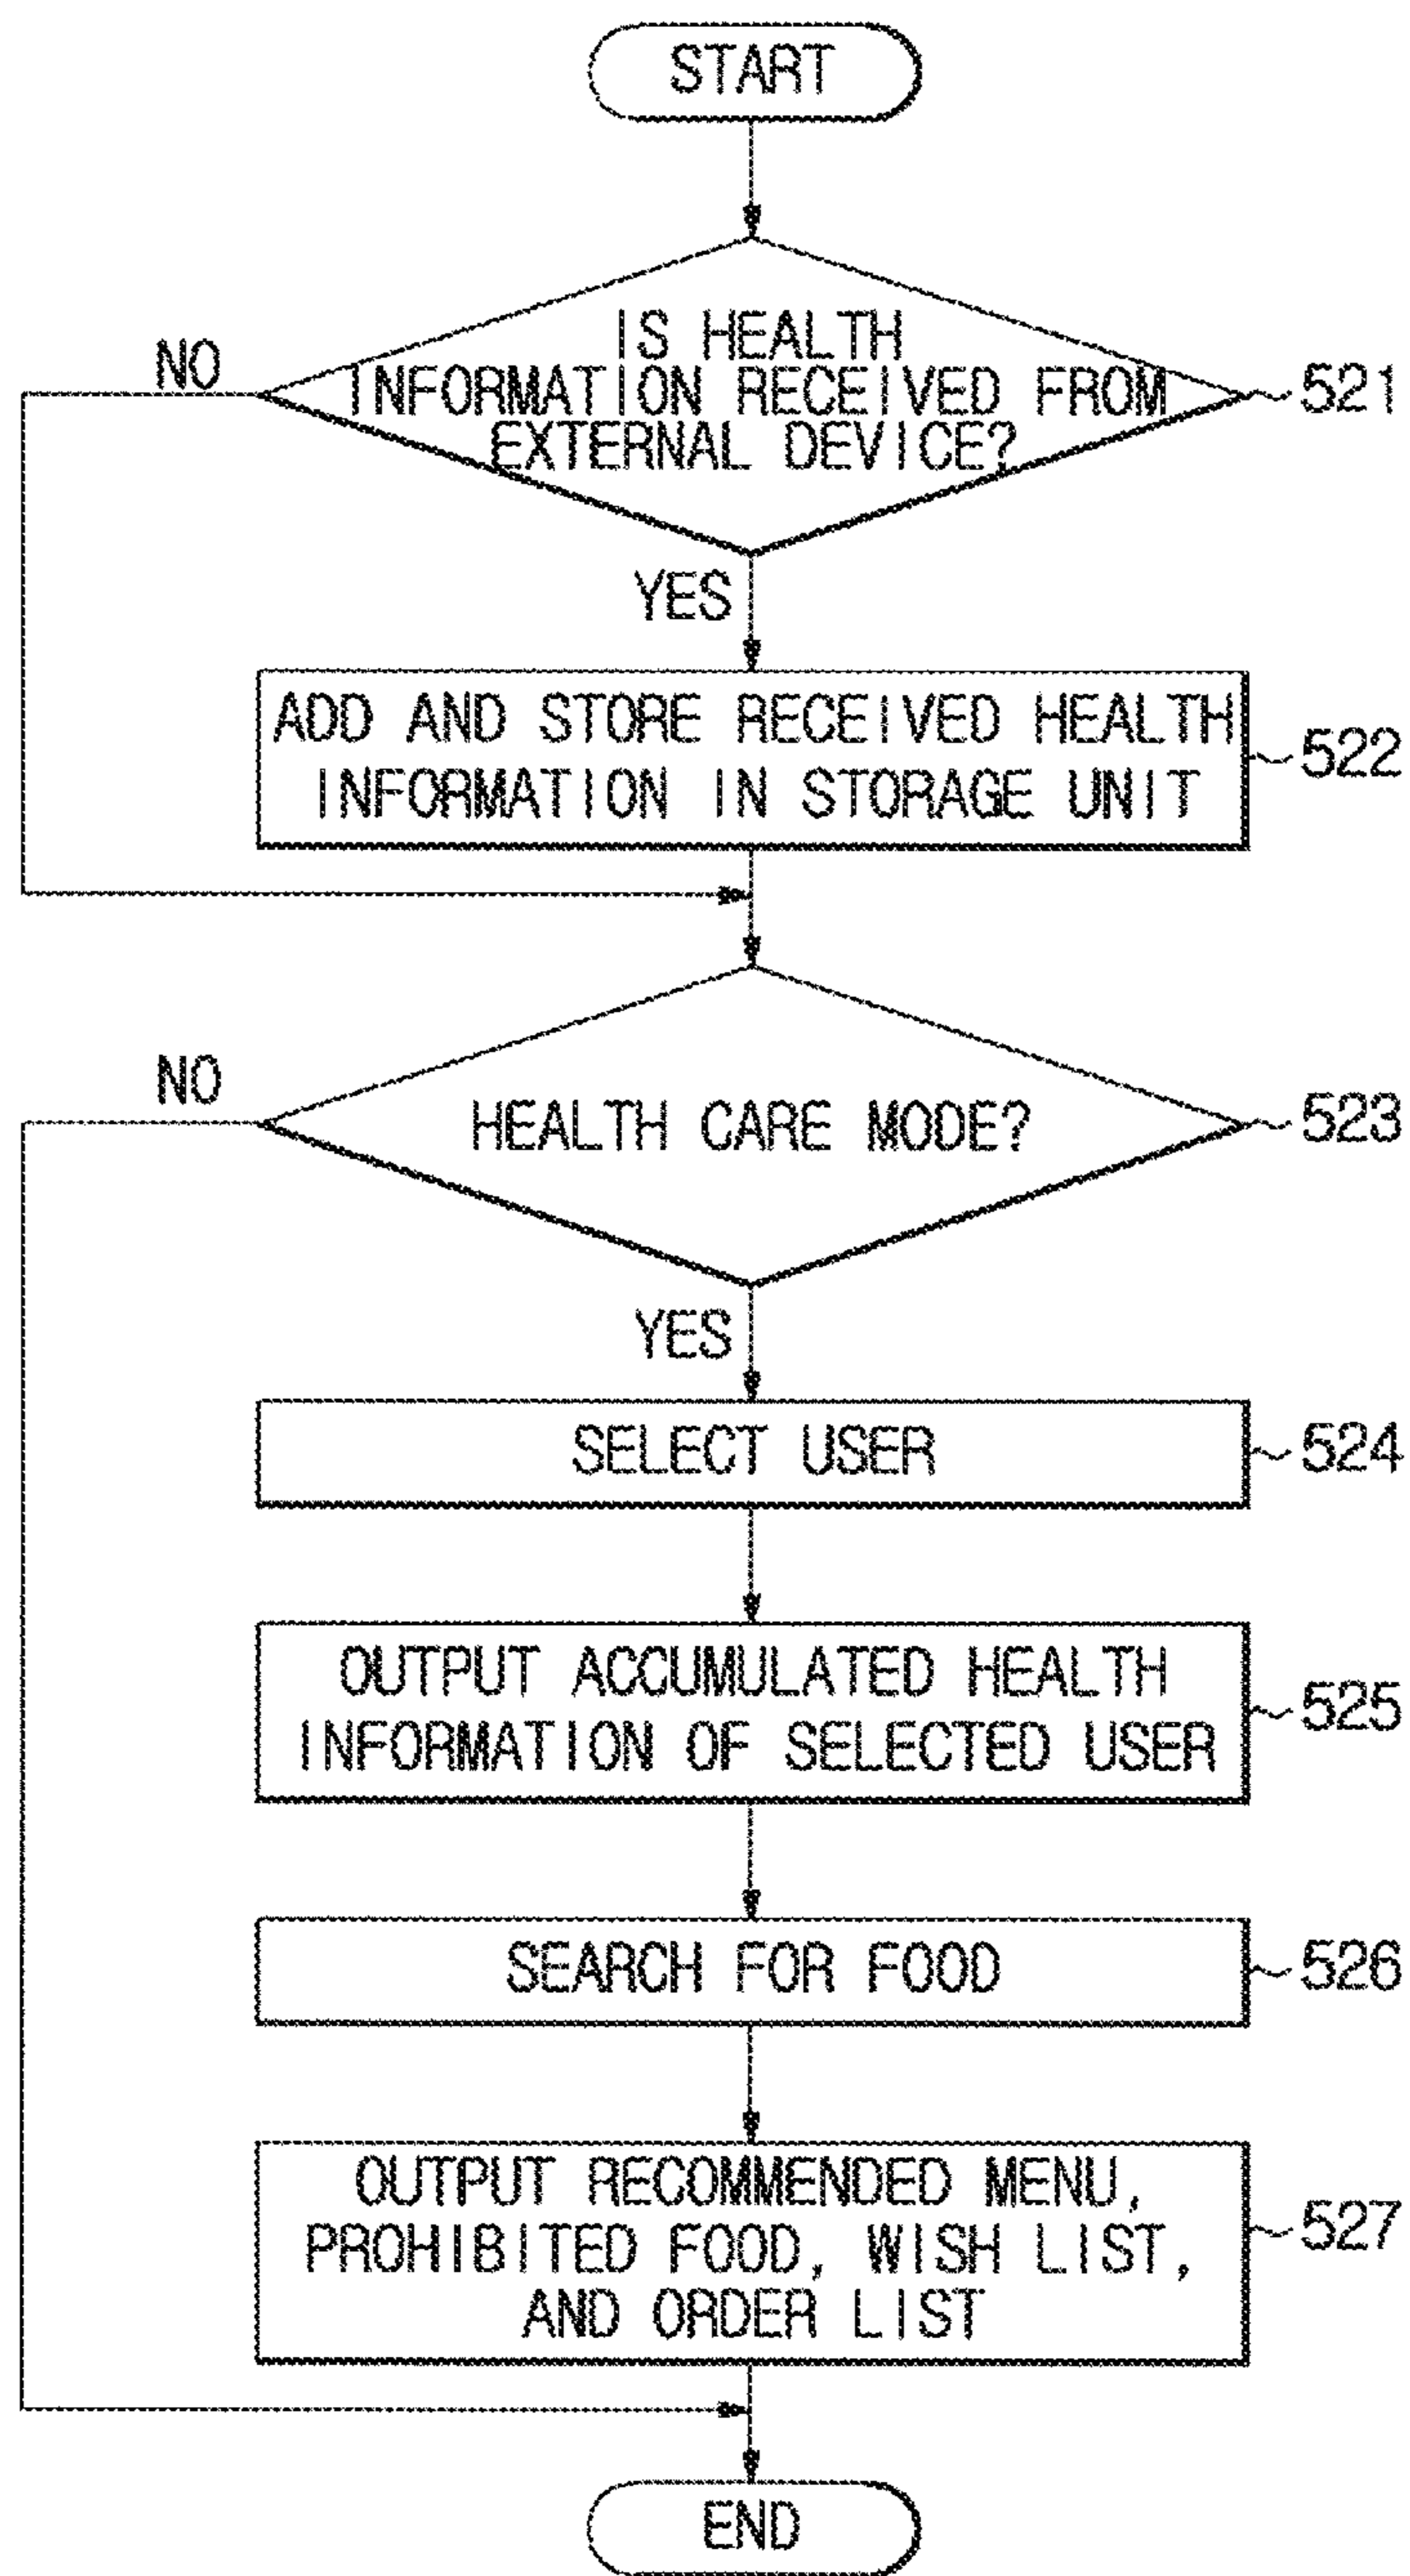 START
IS HEALTH
NO
INFORMATION RECEIVED FROM
521
EXTERNAL DEVICE?
YES
ADD AND STORE RECEIVED HEALTH
INFORMATION IN STORAGE UNIT
522
NO
HEALTH CARE MODE?
523
YES
SELECT USER
524
OUTPUT ACCUMULATED HEALTH
INFORMATION OF SELECTED USER
525
SEARCH FOR FOOD
526
OUTPUT RECOMMENDED MENU,
PROHIBITED FOOD, WISH LIST,
AND ORDER LIST
527
END